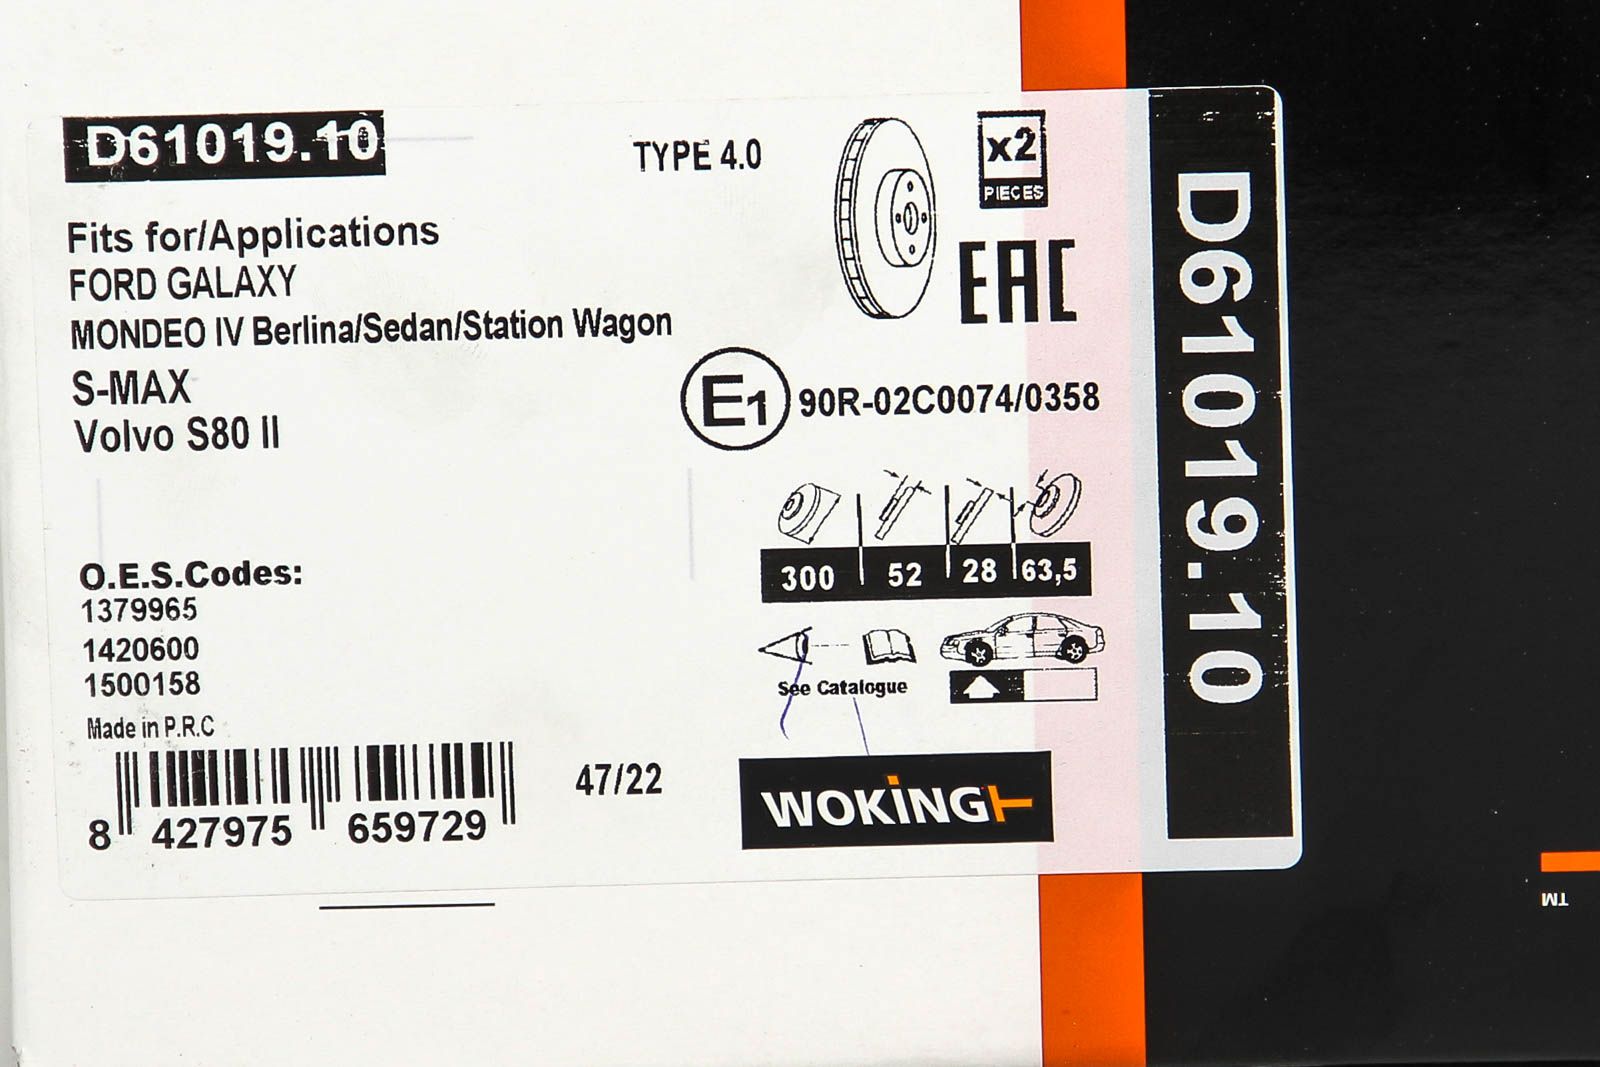 D61019.10
TYPE 4.0
x2
PIECES
Fits for/Applications
FORD GALAXY
MONDEO IV Berlina/Sedan/Station Wagon
S-MAX
Volvo S80 II
EAC
E1 90R-02C0074/0358
300 52 28 63,5
See Catalogue
O.E.S.Codes:
1379965
1420600
1500158
Made in P.R.C
8 427975 659729
47/22
WOKING
D61019.10
TM